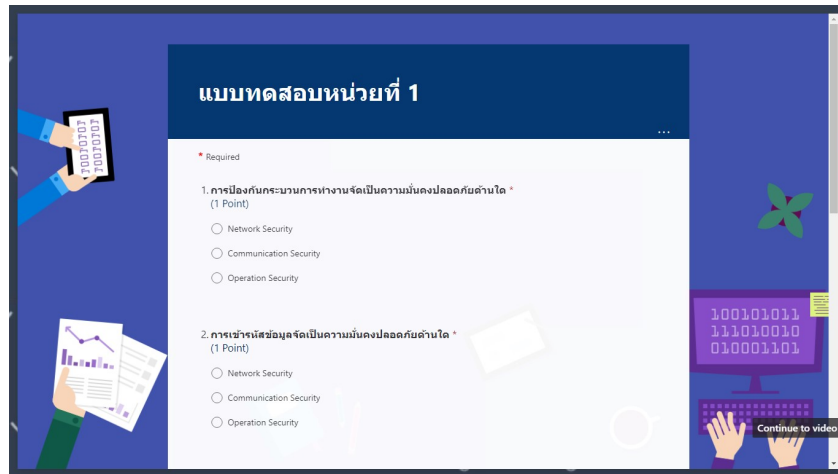 แบบทดสอบหน่วยที่ 1
...
* Required
1. การป้องกันกระบวนการทำงานจัดเป็นความมั่นคงปลอดภัยด้านใด *
(1 Point)
Network Security
Communication Security
Operation Security
2. การเข้ารหัสข้อมูลจัดเป็นความมั่นคงปลอดภัยด้านใด *
(1 Point)
Network Security
Communication Security
Operation Security
100101011
111010010
010001101
Continue to video